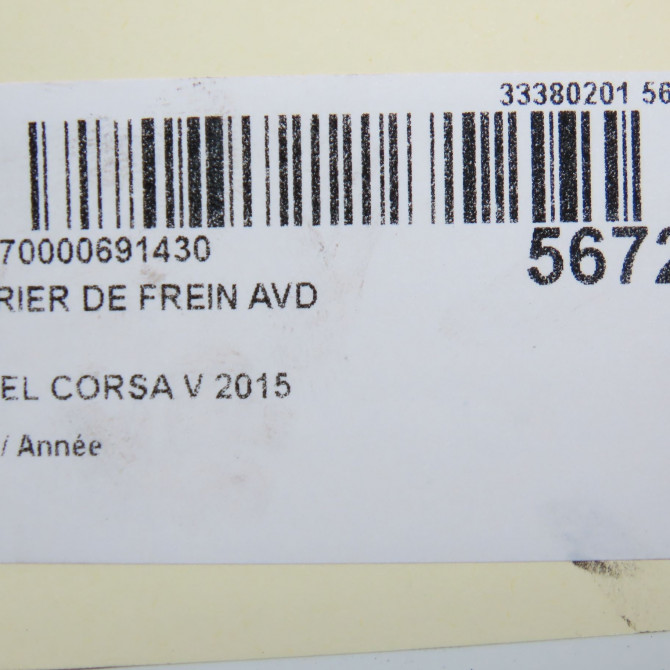 33380201 56
70000691430
5672
RIER DE FREIN AVD
EL CORSA V 2015
/ Année